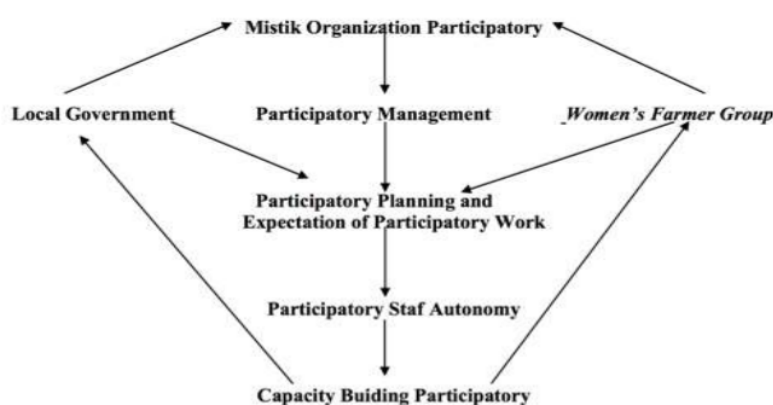 Mistik Organization Participatory
Local Government
Participatory Management
Women's Farmer Group
Participatory Planning and
Expectation of Participatory Work
Participatory Staf Autonomy
Capacity Buiding Participatory